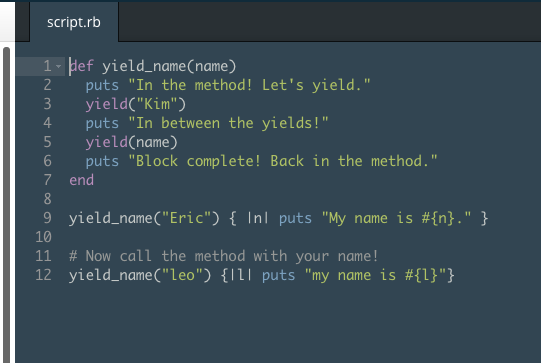 script.rb
1 def yield_name(name)
2   puts "In the method! Let's yield."
3   yield("Kim")
4   puts "In between the yields!"
5   yield(name)
6   puts "Block complete! Back in the method."
7 end
8
9 yield_name("Eric") { |n| puts "My name is #{n}." }
10
11 # Now call the method with your name!
12 yield_name("leo") {|l| puts "my name is #{l}"}